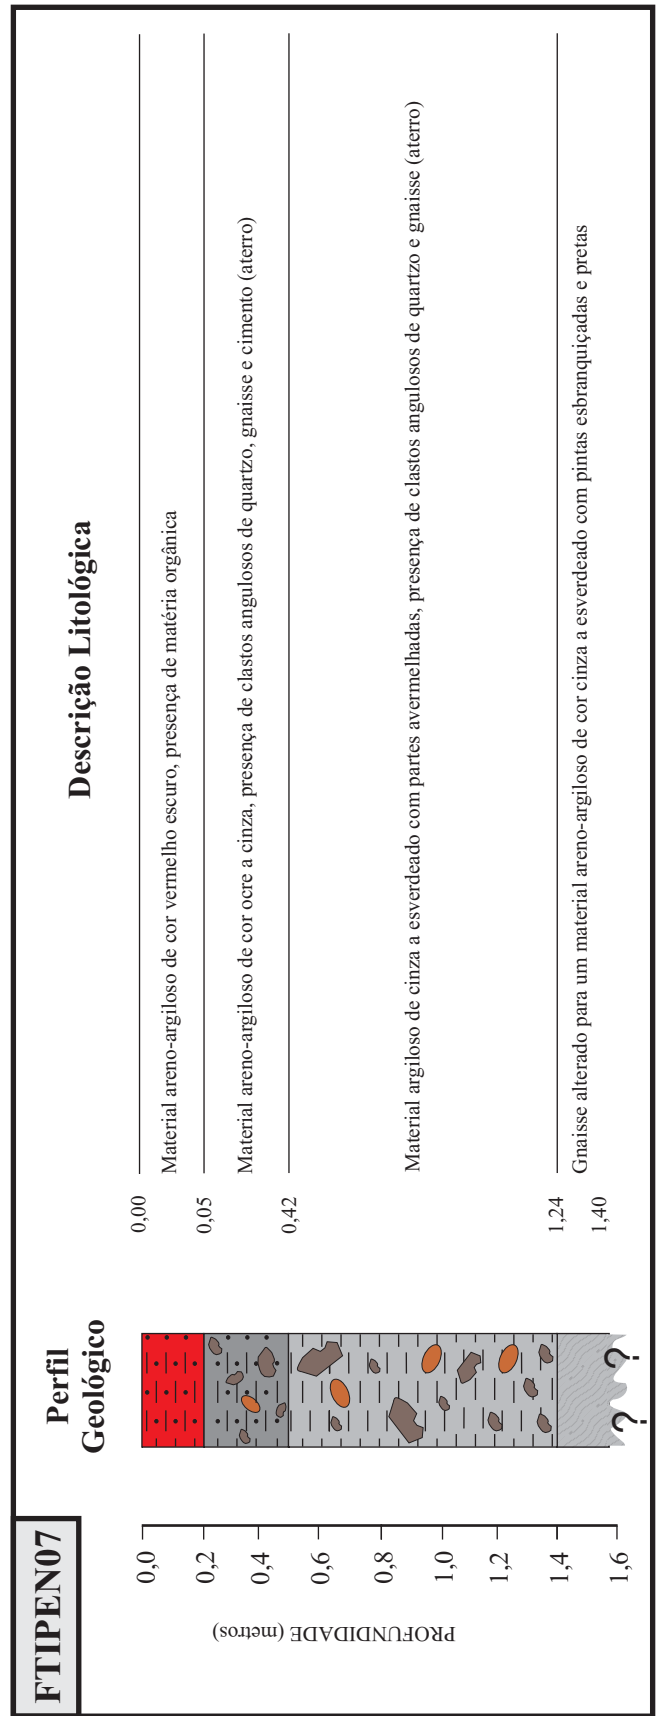 FTIPEN07
PROFUNDIDADE (metros)
0,0
0,2
0,4
0,6
0,8
1,0
1,2
1,4
1,6
Perfil
Geológico
? ?
Descrição Litológica
0,00
Material areno-argiloso de cor vermelho escuro, presença de matéria orgânica
0,05
Material areno-argiloso de cor ocre a cinza, presença de clastos angulosos de quartzo, gnaisse e cimento (aterro)
0,42
Material argiloso de cinza a esverdeado com partes avermelhadas, presença de clastos angulosos de quartzo e gnaisse (aterro)
1,24
Gnaisse alterado para um material areno-argiloso de cor cinza a esverdeado com pintas esbranquiçadas e pretas
1,40